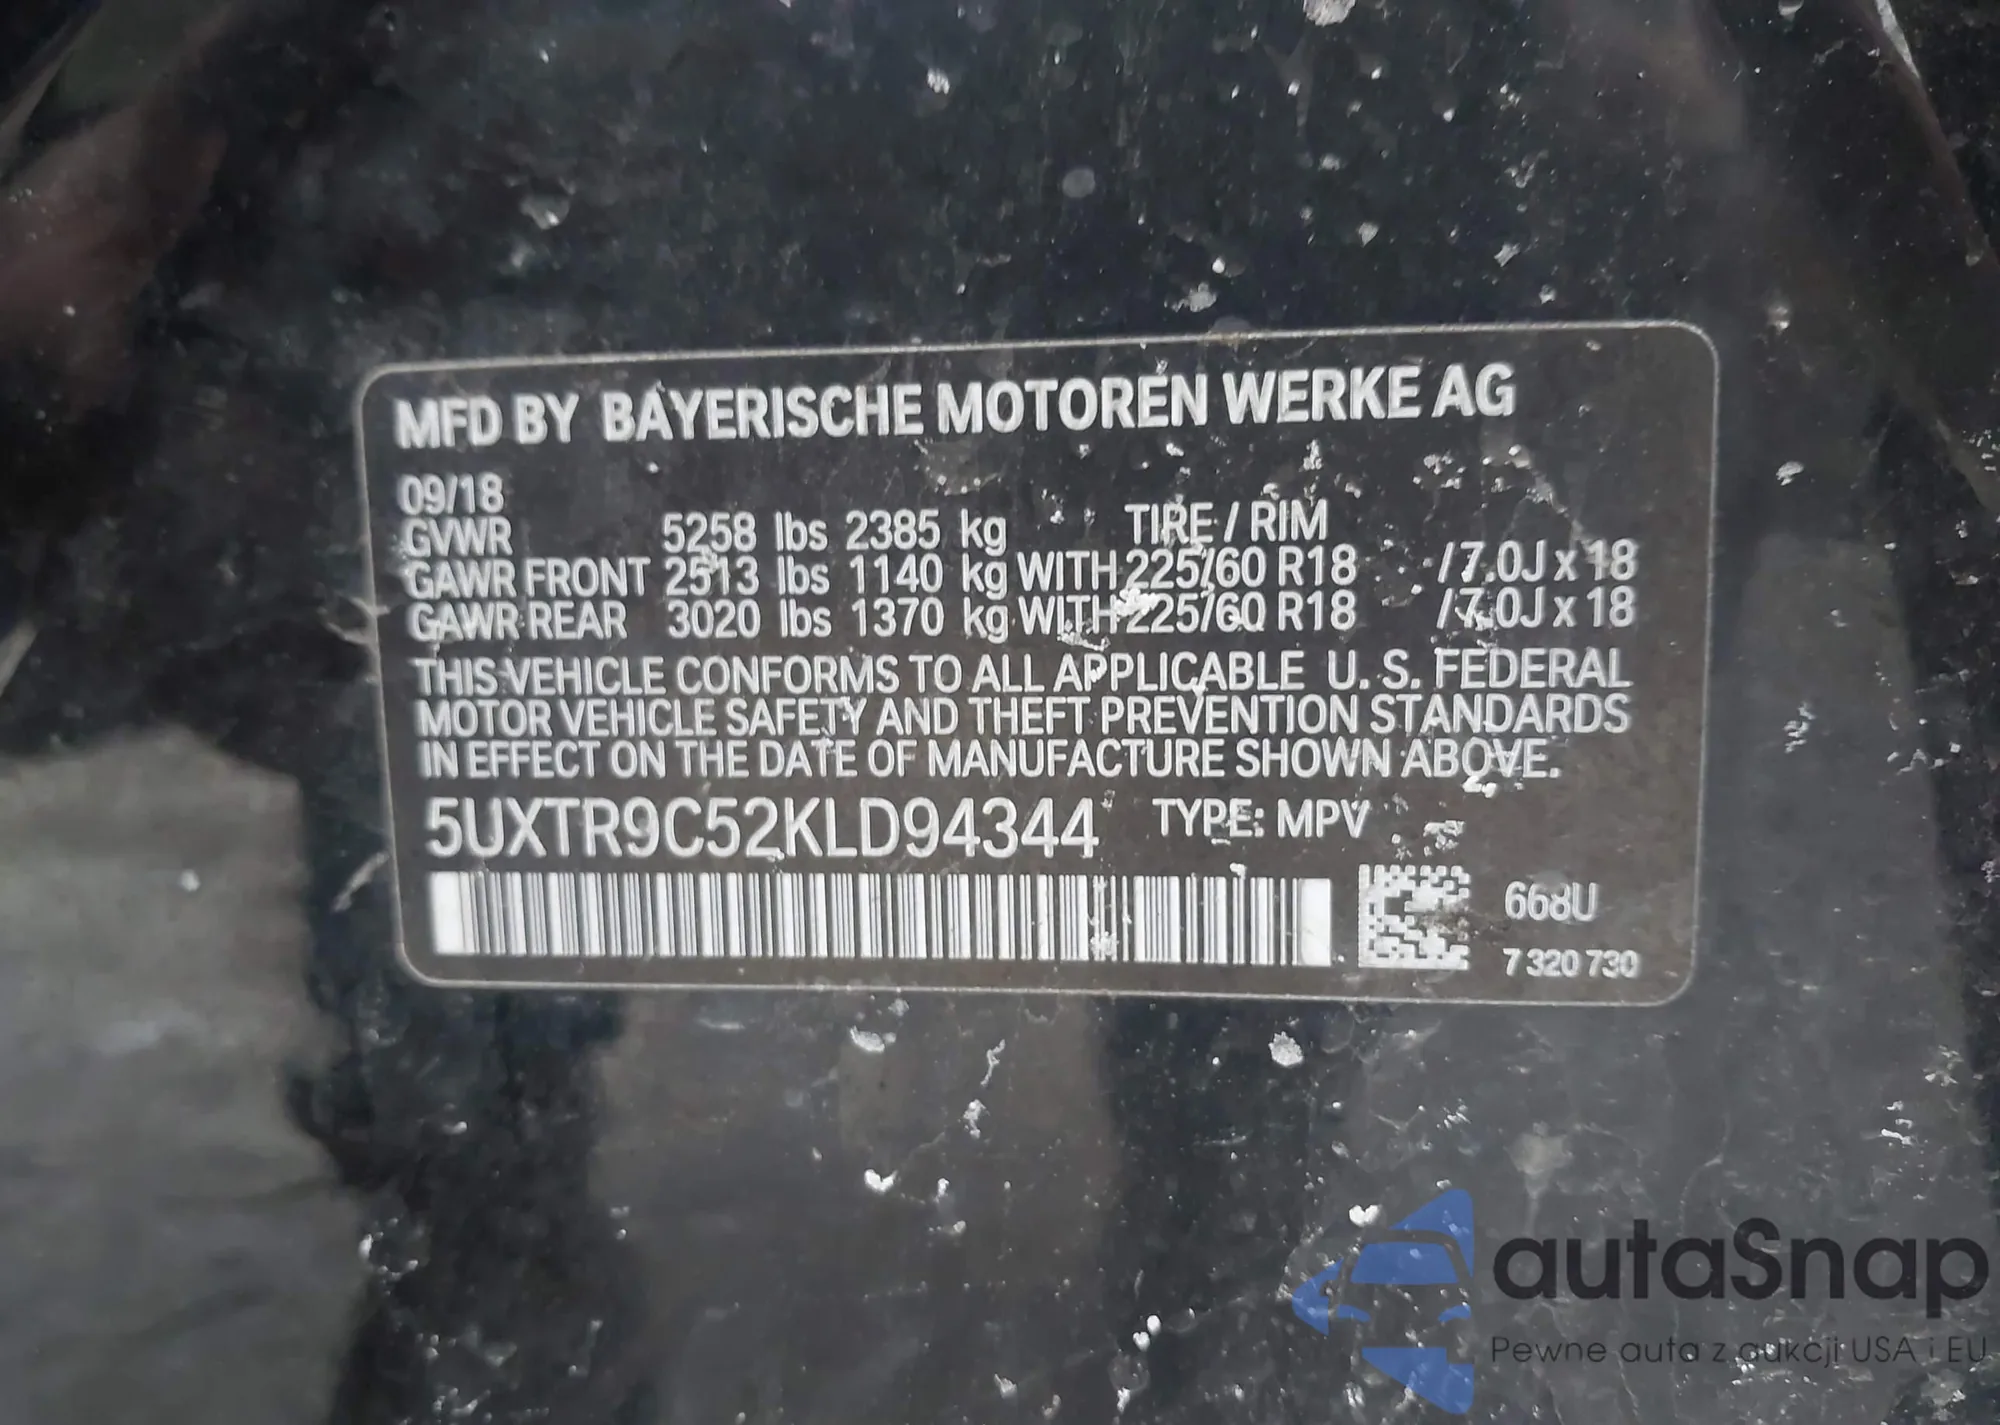 MFD BY BAYERISCHE MOTOREN WERKE AG
09/18
GVWR 5258 lbs 2385 kg TIRE / RIM
GAWR FRONT 2513 lbs 1140 kg WITH 225/60 R18 / 7.0J x 18
GAWR REAR 3020 lbs 1370 kg WITH 225/60 R18 / 7.0J x 18
THIS VEHICLE CONFORMS TO ALL APPLICABLE U. S. FEDERAL
MOTOR VEHICLE SAFETY AND THEFT PREVENTION STANDARDS
IN EFFECT ON THE DATE OF MANUFACTURE SHOWN ABOVE.
5UXTR9C52KLD94344 TYPE: MPV
668U
7 320 730
autaSnap
Pewne auta z aukcji USA i EU